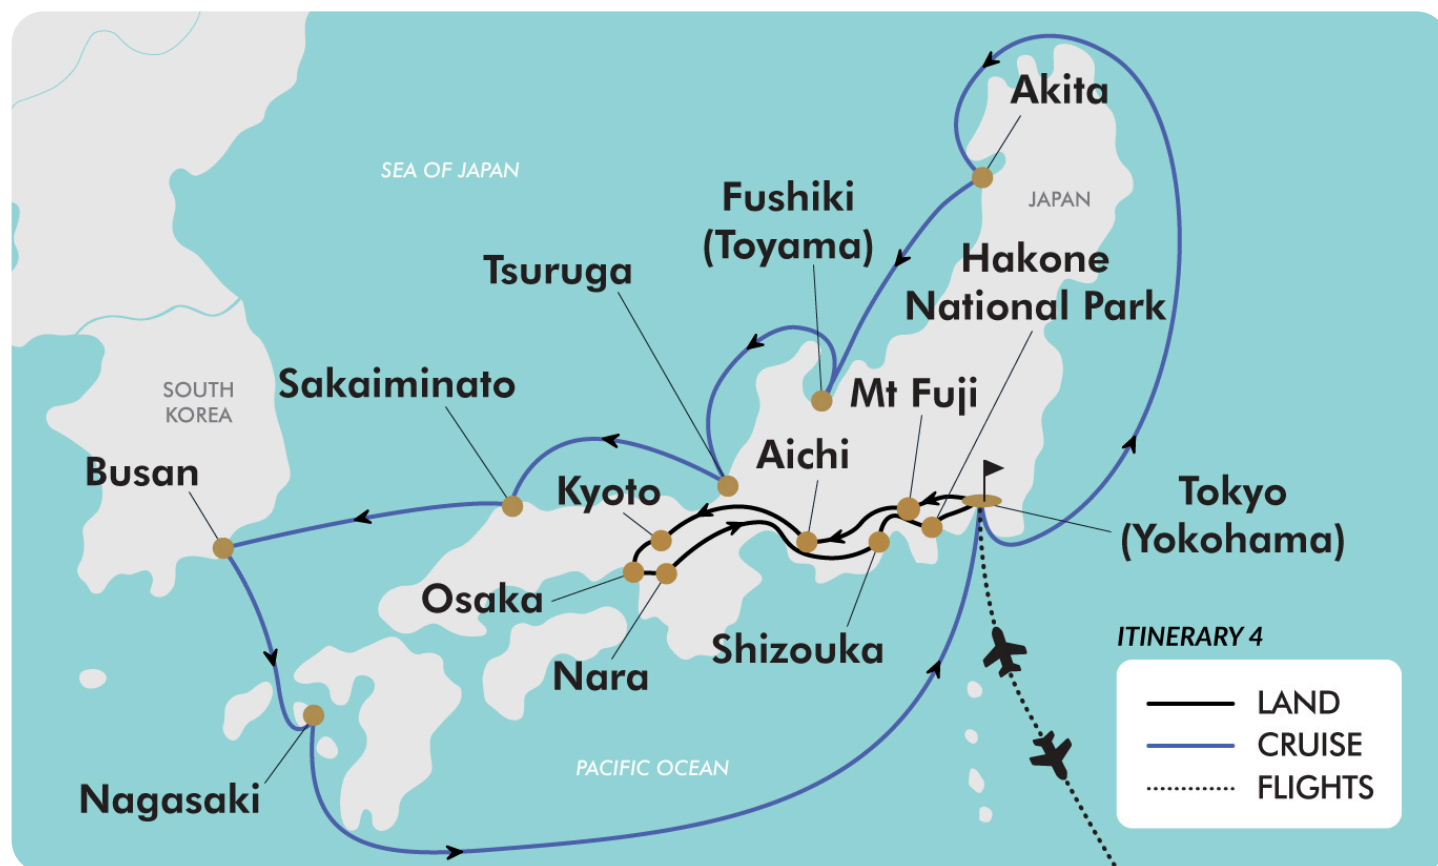 Akita
SEA OF JAPAN
Fushiki
(Toyama)
JAPAN
Tsuruga
Hakone
National Park
SOUTH
KOREA
Sakaiminato
Mt Fuji
Busan
Aichi
Kyoto
Tokyo
(Yokohama)
Osaka
Shizouka
Nara
ITINERARY 4
LAND
CRUISE
FLIGHTS
PACIFIC OCEAN
Nagasaki